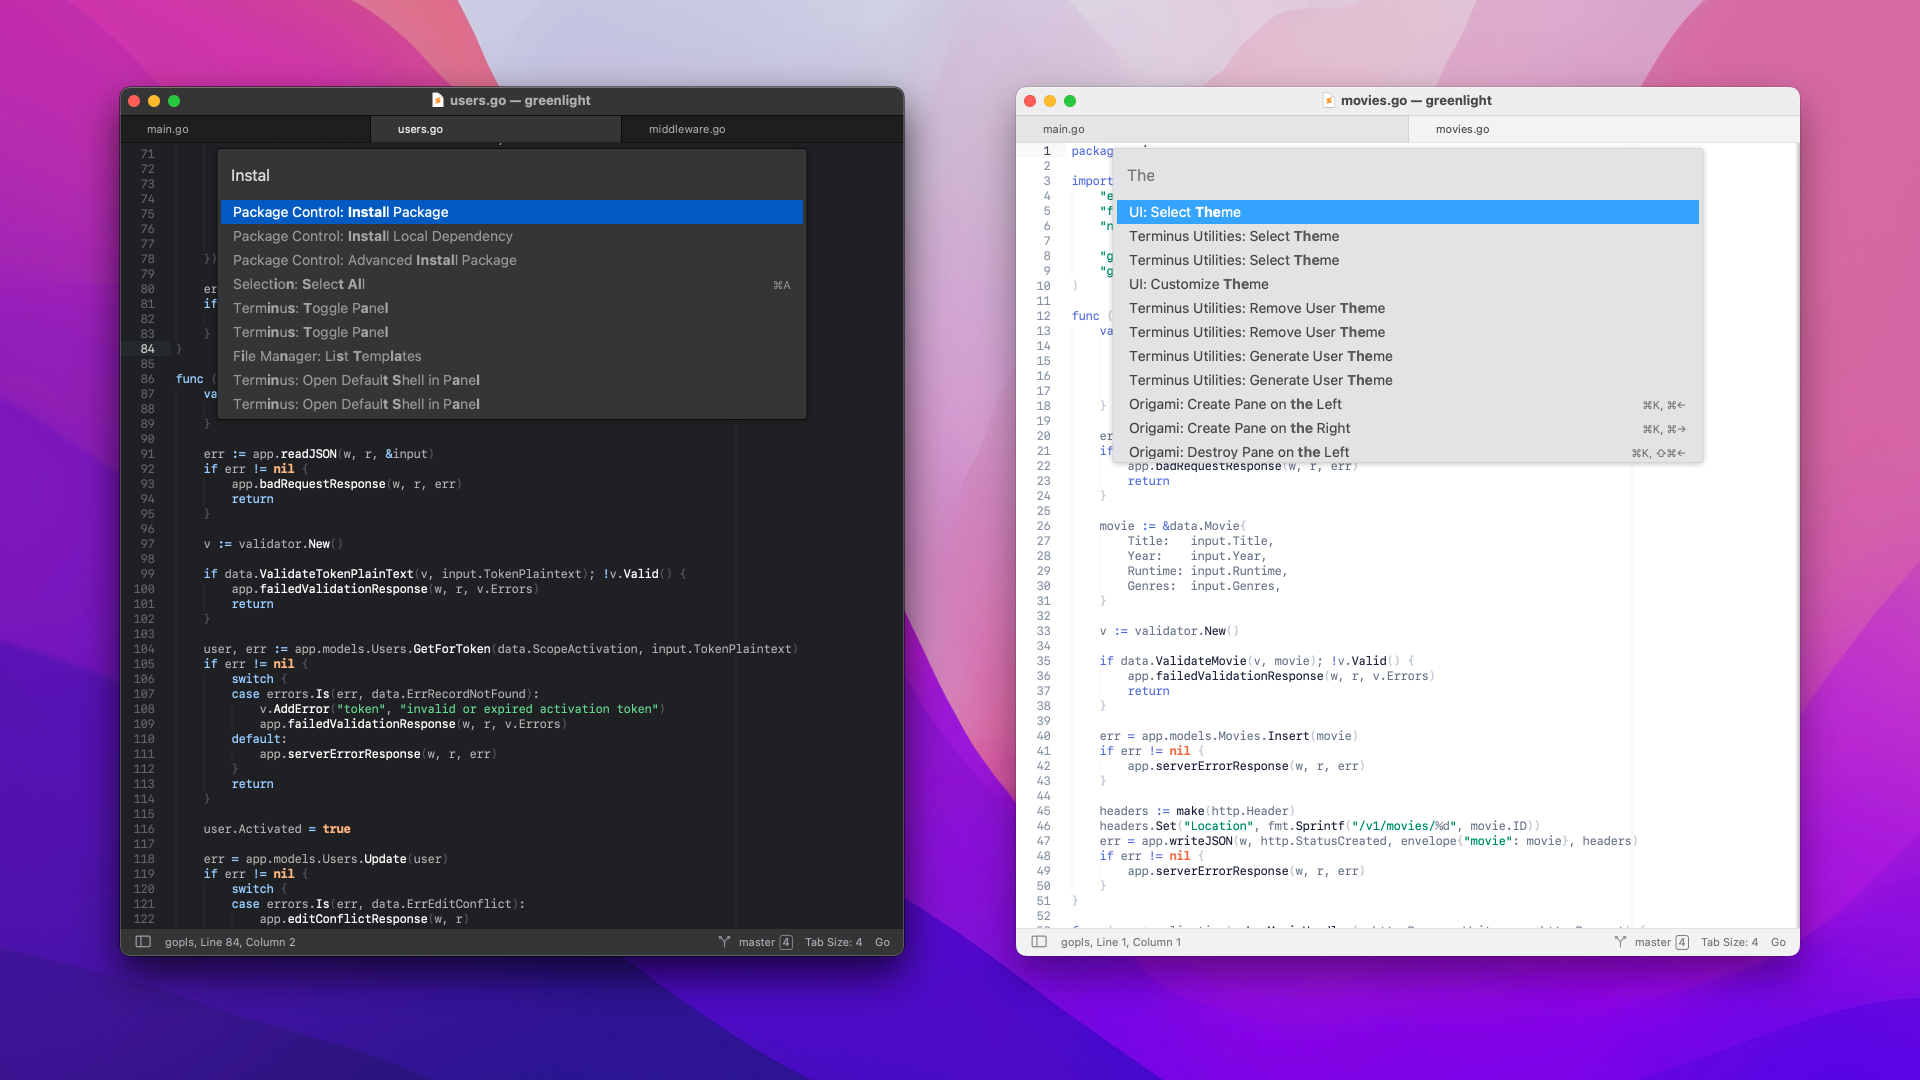 users.go — greenlight
main.go
users.go
middleware.go
Instal
Package Control: Install Package
Package Control: Install Local Dependency
Package Control: Advanced Install Package
Selection: Select All ⌘A
Terminus: Toggle Panel
Terminus: Toggle Panel
File Manager: List Templates
Terminus: Open Default Shell in Panel
Terminus: Open Default Shell in Panel
71
72
73
74
75
76
77
78 })
79
80 er
81 if
82
83 }
84 }
85
86 func (
87 va
88
89 }
90
91 err := app.readJSON(w, r, &input)
92 if err != nil {
93 app.badRequestResponse(w, r, err)
94 return
95 }
96
97 v := validator.New()
98
99 if data.ValidateTokenPlainText(v, input.TokenPlaintext); !v.Valid() {
100 app.failedValidationResponse(w, r, v.Errors)
101 return
102 }
103
104 user, err := app.models.Users.GetForToken(data.ScopeActivation, input.TokenPlaintext)
105 if err != nil {
106 switch {
107 case errors.Is(err, data.ErrRecordNotFound):
108 v.AddError("token", "invalid or expired activation token")
109 app.failedValidationResponse(w, r, v.Errors)
110 default:
111 app.serverErrorResponse(w, r, err)
112 }
113 return
114 }
115
116 user.Activated = true
117
118 err = app.models.Users.Update(user)
119 if err != nil {
120 switch {
121 case errors.Is(err, data.ErrEditConflict):
122 app.editConflictResponse(w, r)
gopls, Line 84, Column 2 master 4 Tab Size: 4 Go
movies.go — greenlight
main.go
movies.go
The
UI: Select Theme
Terminus Utilities: Select Theme
Terminus Utilities: Select Theme
UI: Customize Theme
Terminus Utilities: Remove User Theme
Terminus Utilities: Remove User Theme
Terminus Utilities: Generate User Theme
Terminus Utilities: Generate User Theme
Origami: Create Pane on the Left ⌘K, ⌘←
Origami: Create Pane on the Right ⌘K, ⌘→
Origami: Destroy Pane on the Left ⌘K, ⇧⌘←
1 packag
2
3 import
4 "e
5 "f
6 "n
7
8 "g
9 "g
10 )
11
12 func (
13 va
14
15
16
17
18 }
19
20 er
21 if
22 app.badRequestResponse(w, r, err)
23 return
24 }
25
26 movie := &data.Movie{
27 Title: input.Title,
28 Year: input.Year,
29 Runtime: input.Runtime,
30 Genres: input.Genres,
31 }
32
33 v := validator.New()
34
35 if data.ValidateMovie(v, movie); !v.Valid() {
36 app.failedValidationResponse(w, r, v.Errors)
37 return
38 }
39
40 err = app.models.Movies.Insert(movie)
41 if err != nil {
42 app.serverErrorResponse(w, r, err)
43 }
44
45 headers := make(http.Header)
46 headers.Set("Location", fmt.Sprintf("/v1/movies/%d", movie.ID))
47 err = app.writeJSON(w, http.StatusCreated, envelope{"movie": movie}, headers)
48 if err != nil {
49 app.serverErrorResponse(w, r, err)
50 }
51 }
52
gopls, Line 1, Column 1 master 4 Tab Size: 4 Go